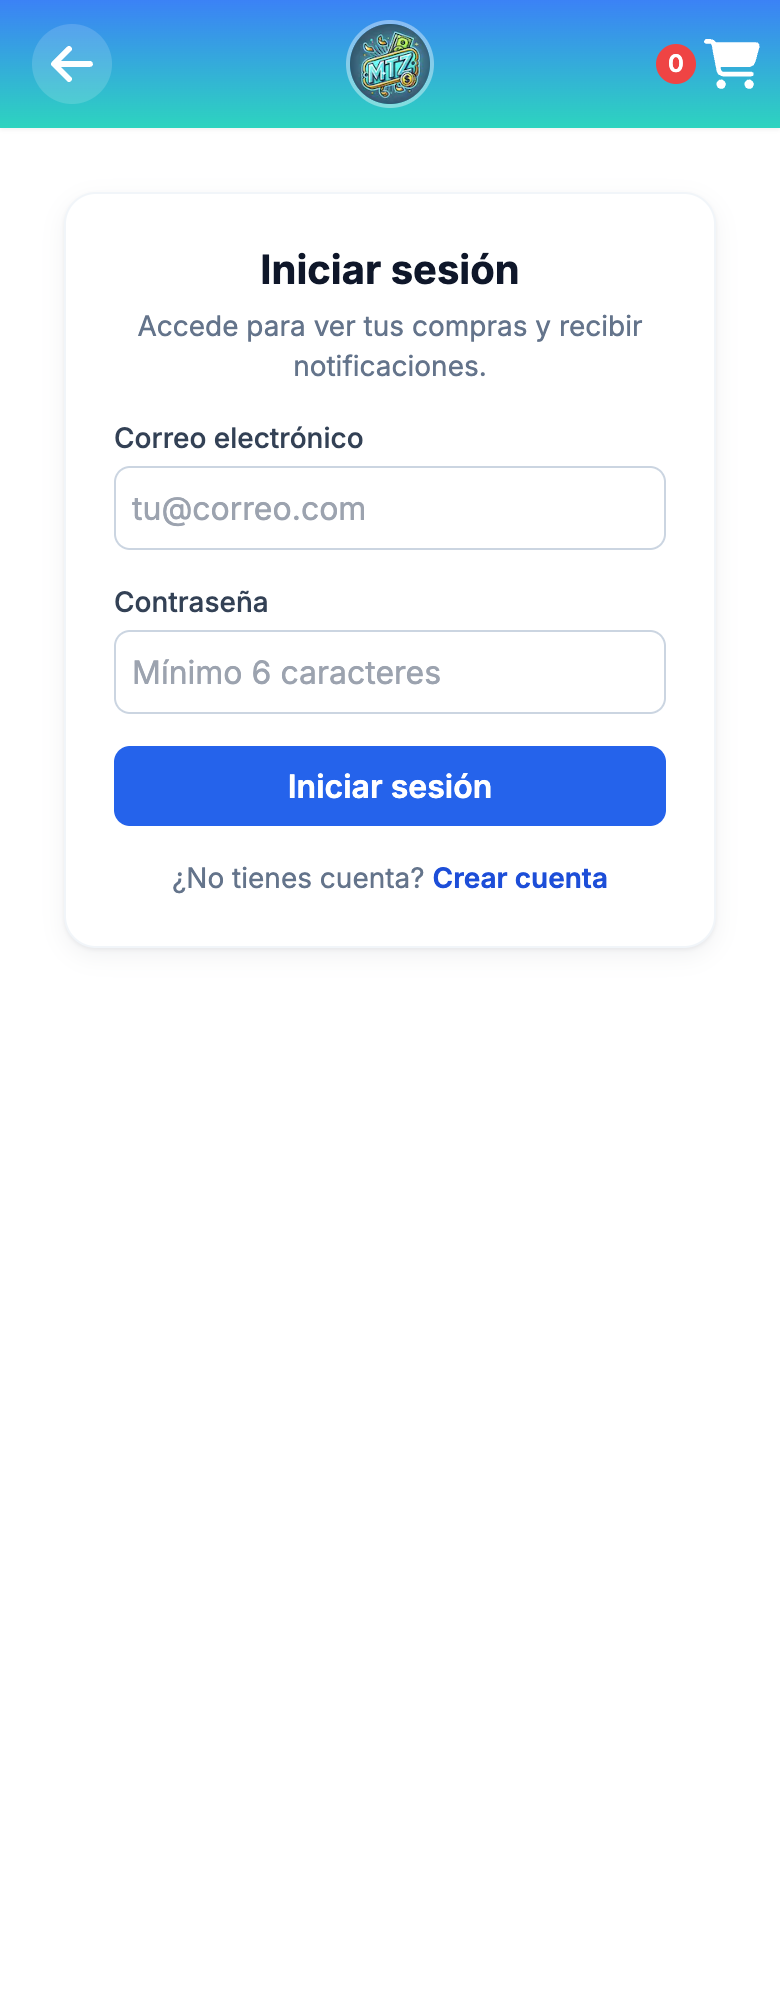 MTZ
0
Iniciar sesión
Accede para ver tus compras y recibir
notificaciones.
Correo electrónico
tu@correo.com
Contraseña
Mínimo 6 caracteres
Iniciar sesión
¿No tienes cuenta? Crear cuenta